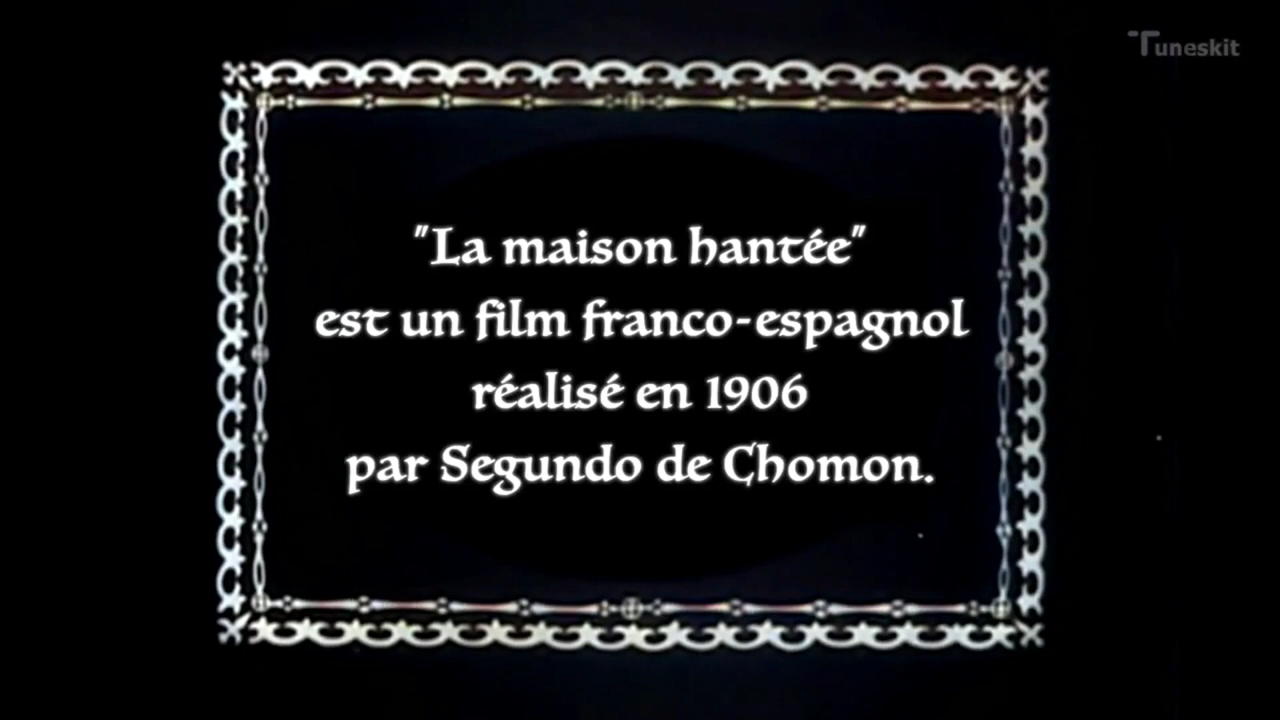 Tuneskit
"La maison hantée"
est un film franco-espagnol
réalisé en 1906
par Segundo de Chomon.